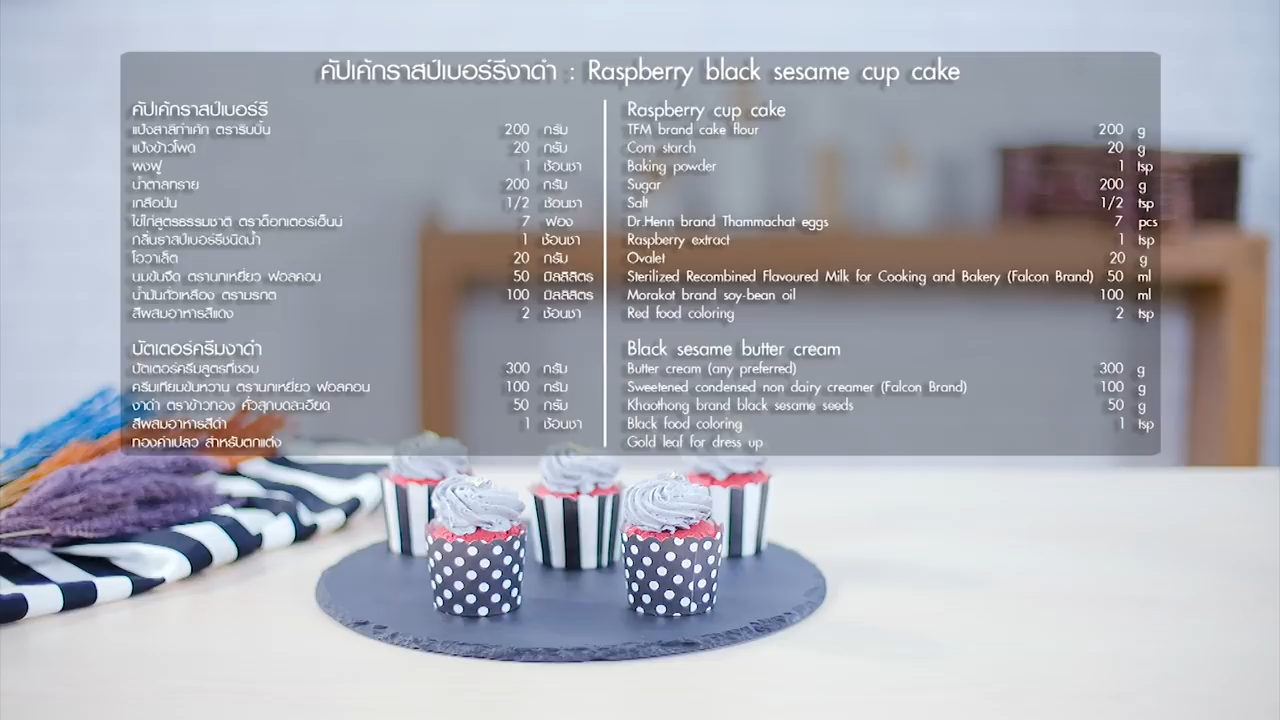 คัปเค้กราสป์เบอร์รีงาดำ : Raspberry black sesame cup cake
คัปเค้กราสป์เบอร์รี
แป้งสาลีทำเค้ก ตราริบบิ้น 200 กรัม
แป้งข้าวโพด 20 กรัม
ผงฟู 1 ช้อนชา
น้ำตาลทราย 200 กรัม
เกลือป่น 1/2 ช้อนชา
ไข่ไก่สูตรธรรมชาติ ตราด็อกเตอร์เฮ็นน์ 7 ฟอง
กลิ่นราสป์เบอร์รีชนิดน้ำ 1 ช้อนชา
โอวาเล็ต 20 กรัม
นมข้นจืด ตรานกเหยี่ยว ฟอลคอน 50 มิลลิลิตร
น้ำมันถั่วเหลือง ตรามรกต 100 มิลลิลิตร
สีผสมอาหารสีแดง 2 ช้อนชา
บัตเตอร์ครีมงาดำ
บัตเตอร์ครีมสูตรที่ชอบ 300 กรัม
ครีมเทียมข้นหวาน ตรานกเหยี่ยว ฟอลคอน 100 กรัม
งาดำ ตราข้าวทอง คั่วสุกบดละเอียด 50 กรัม
สีผสมอาหารสีดำ 1 ช้อนชา
ทองคำเปลว สำหรับตกแต่ง
Raspberry cup cake
TFM brand cake flour 200 g
Corn starch 20 g
Baking powder 1 tsp
Sugar 200 g
Salt 1/2 tsp
Dr.Henn brand Thammachat eggs 7 pcs
Raspberry extract 1 tsp
Ovalet 20 g
Sterilized Recombined Flavoured Milk for Cooking and Bakery (Falcon Brand) 50 ml
Morakot brand soy-bean oil 100 ml
Red food coloring 2 tsp
Black sesame butter cream
Butter cream (any preferred) 300 g
Sweetened condensed non dairy creamer (Falcon Brand) 100 g
Khaothong brand black sesame seeds 50 g
Black food coloring 1 tsp
Gold leaf for dress up